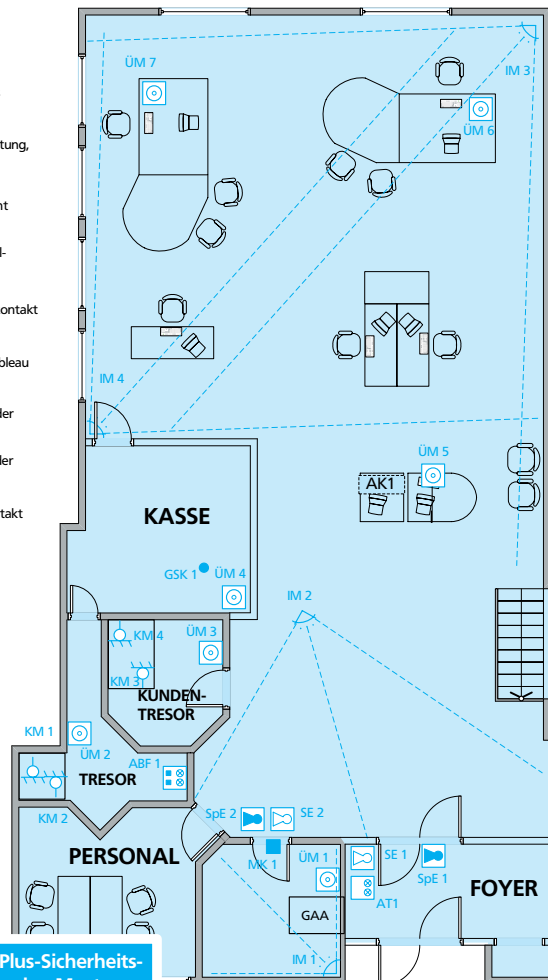 tung,
nt
l-
ontakt
bleau
der
der
takt
ÜM 7
IM 3
ÜM 6
IM 4
ÜM 5
AK1
KASSE
GSK 1
ÜM 4
IM 2
KM 4
ÜM 3
KM 3
KUNDEN-
TRESOR
KM 1
ÜM 2
ABF 1
TRESOR
KM 2
SpE 2
SE 2
PERSONAL
MK 1
ÜM 1
SE 1
SpE 1
AT1
FOYER
GAA
IM 1
Plus-Sicherheits-